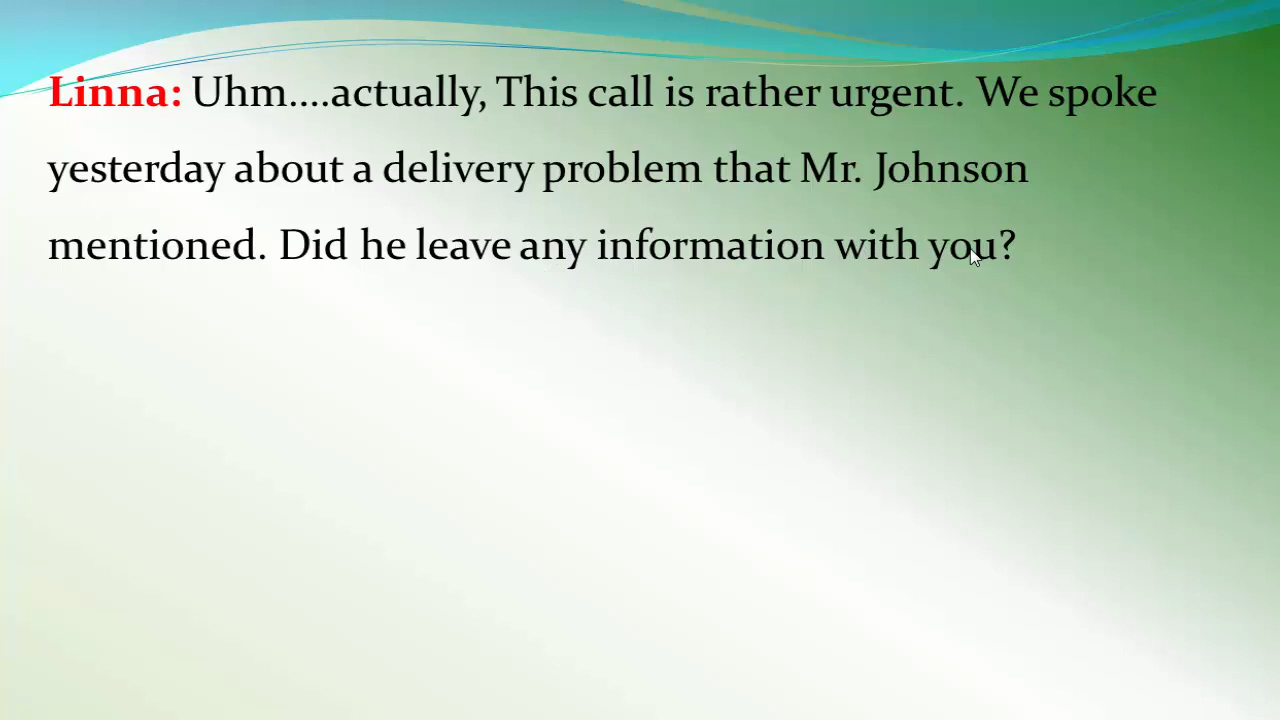 Linna: Uhm....actually, This call is rather urgent. We spoke
yesterday about a delivery problem that Mr. Johnson
mentioned. Did he leave any information with you?